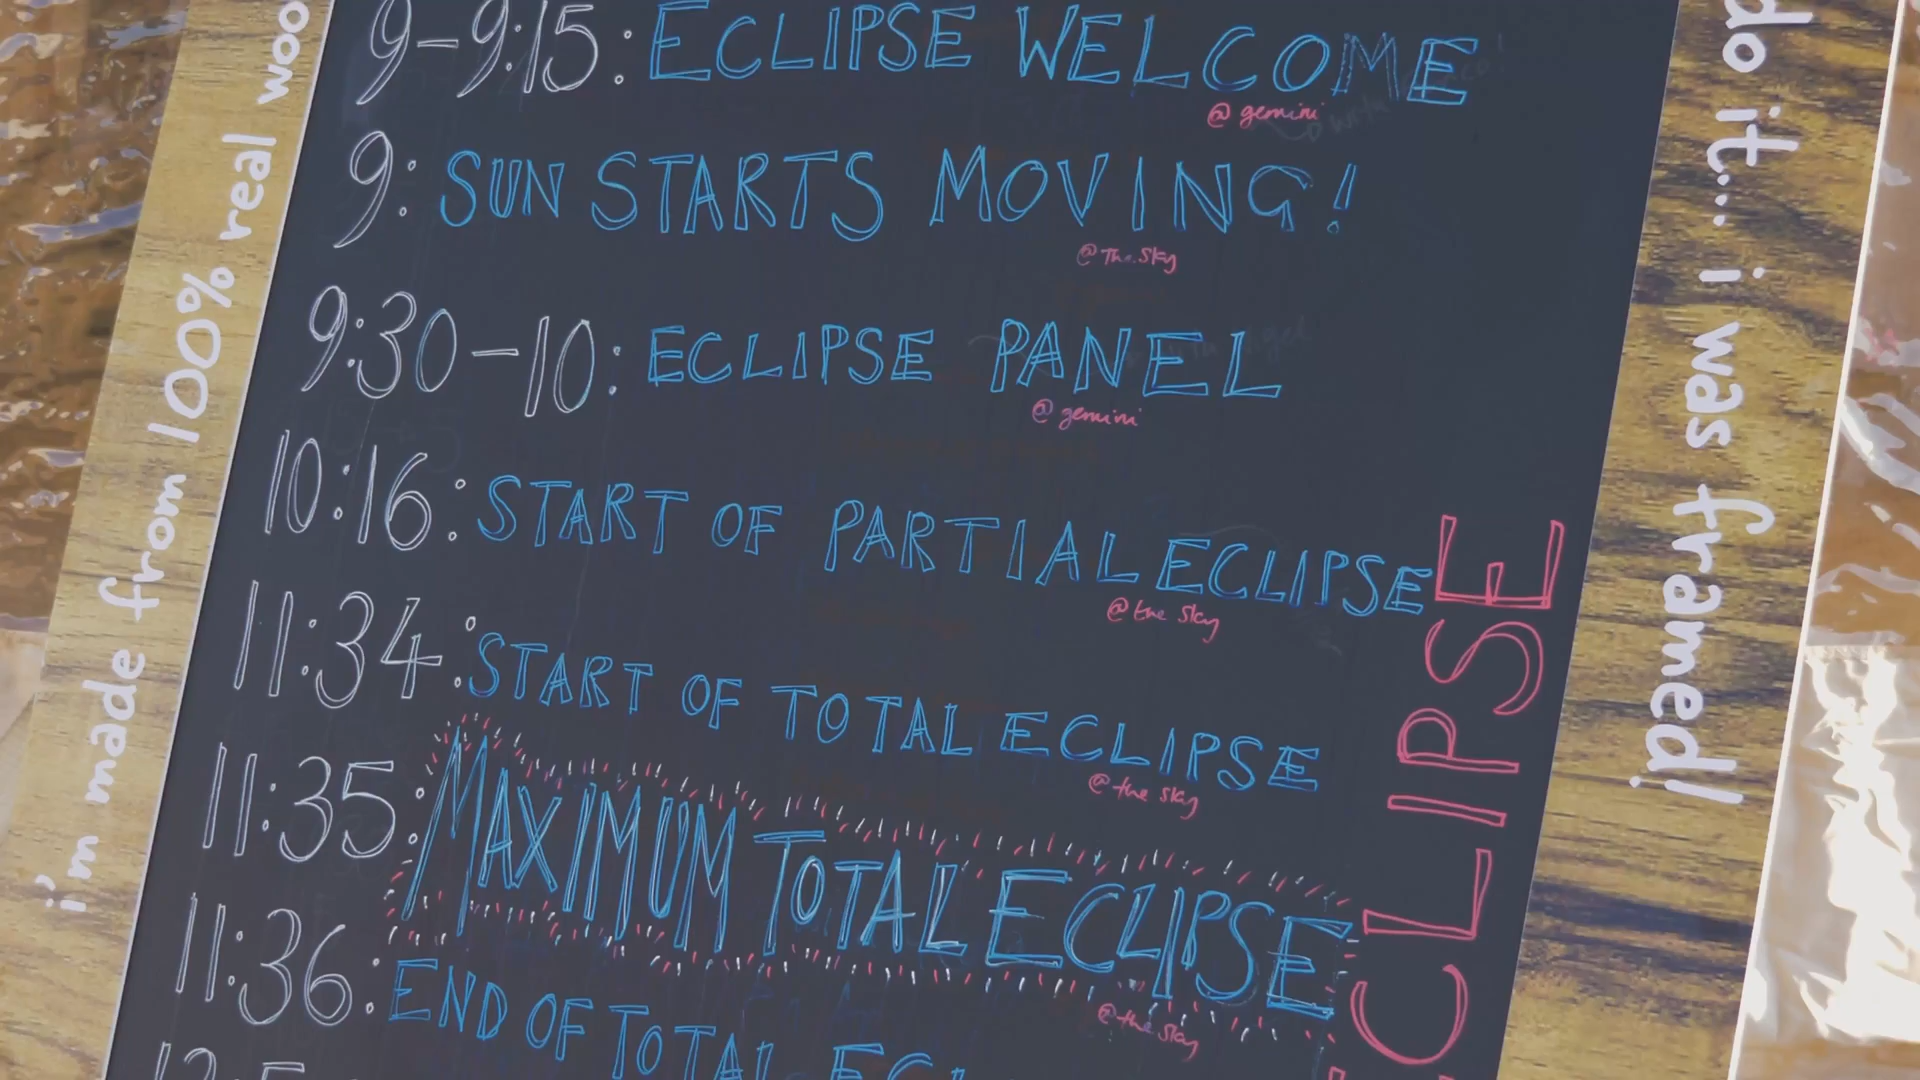 9-9:15: ECLIPSE WELCOME
@ gemini
9: SUN STARTS MOVING!
@ The Sky
9:30-10: ECLIPSE PANEL
@ gemini
10:16: START OF PARTIAL ECLIPSE
@ the sky
11:34: START OF TOTAL ECLIPSE
@ the sky
11:35: MAXIMUM TOTAL ECLIPSE
@ the sky
11:36: END OF TOTAL ECL
ECLIPSE
i'm made from 100% real woo
do it... i was framed!